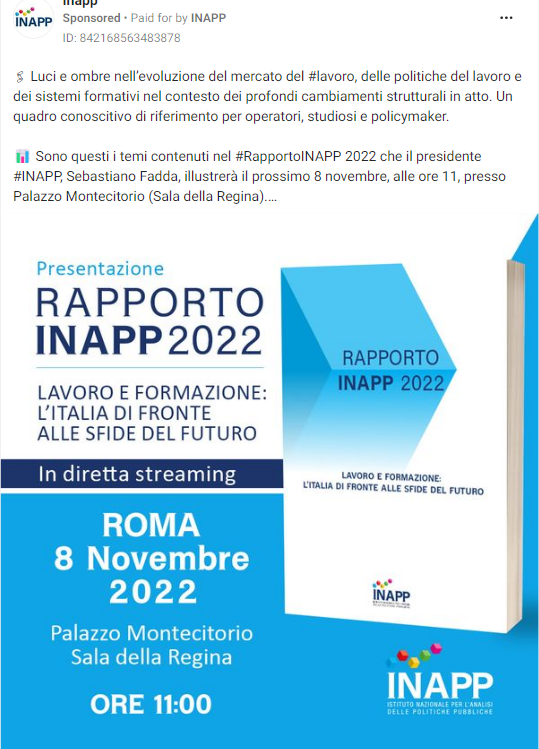 Inapp
INAPP
Sponsored • Paid for by INAPP
ID: 842168563483878
Luci e ombre nell'evoluzione del mercato del #lavoro, delle politiche del lavoro e
dei sistemi formativi nel contesto dei profondi cambiamenti strutturali in atto. Un
quadro conoscitivo di riferimento per operatori, studiosi e policymaker.
Sono questi i temi contenuti nel #RapportoINAPP 2022 che il presidente
#INAPP, Sebastiano Fadda, illustrerà il prossimo 8 novembre, alle ore 11, presso
Palazzo Montecitorio (Sala della Regina)....
Presentazione
RAPPORTO
INAPP 2022
LAVORO E FORMAZIONE:
L'ITALIA DI FRONTE
ALLE SFIDE DEL FUTURO
In diretta streaming
ROMA
8 Novembre
2022
Palazzo Montecitorio
Sala della Regina
ORE 11:00
RAPPORTO
INAPP 2022
LAVORO E FORMAZIONE:
L'ITALIA DI FRONTE ALLE SFIDE DEL FUTURO
INAPP
INAPP
ISTITUTO NAZIONALE PER L'ANALISI
DELLE POLITICHE PUBBLICHE